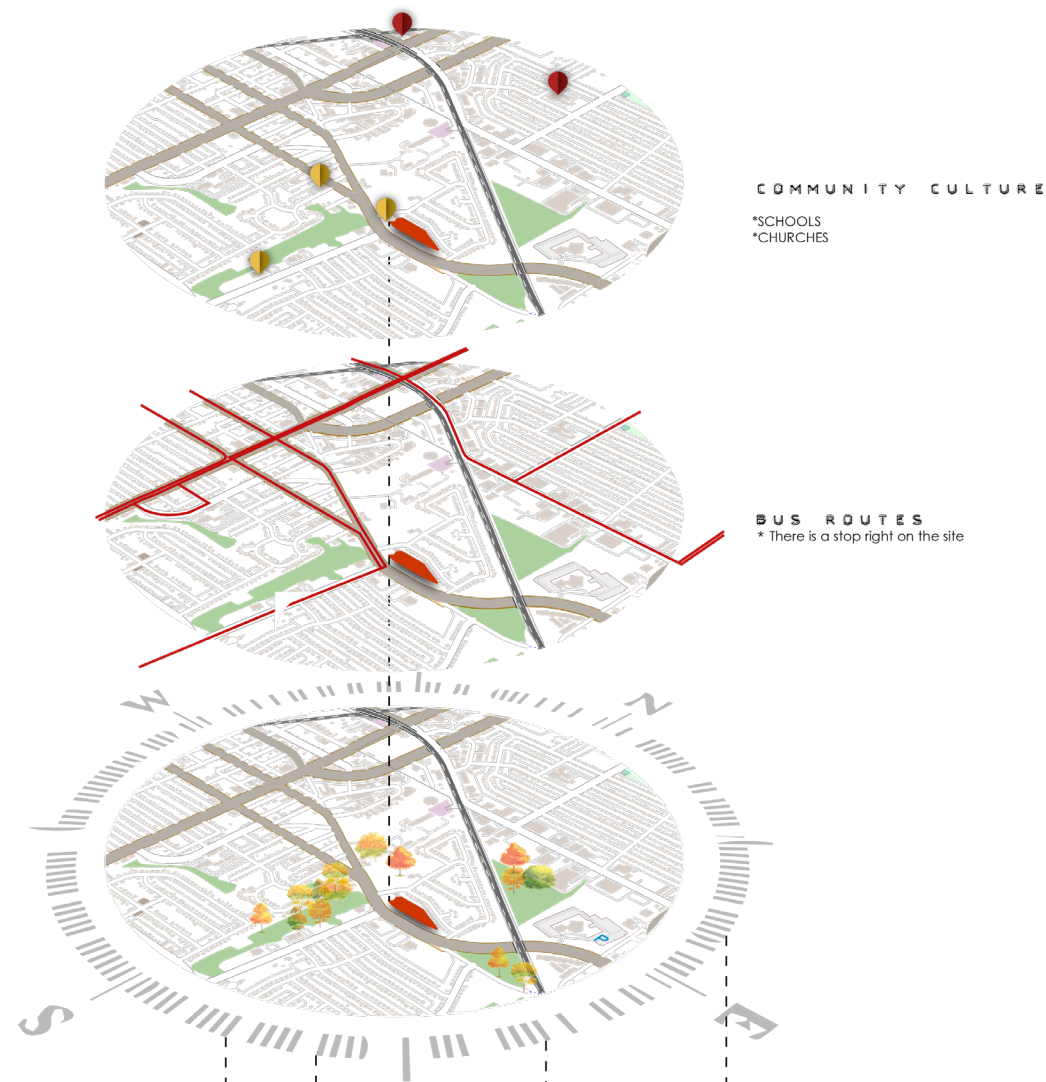 COMMUNITY CULTURE
*SCHOOLS
*CHURCHES
BUS ROUTES
* There is a stop right on the site
W
N
P
S
E